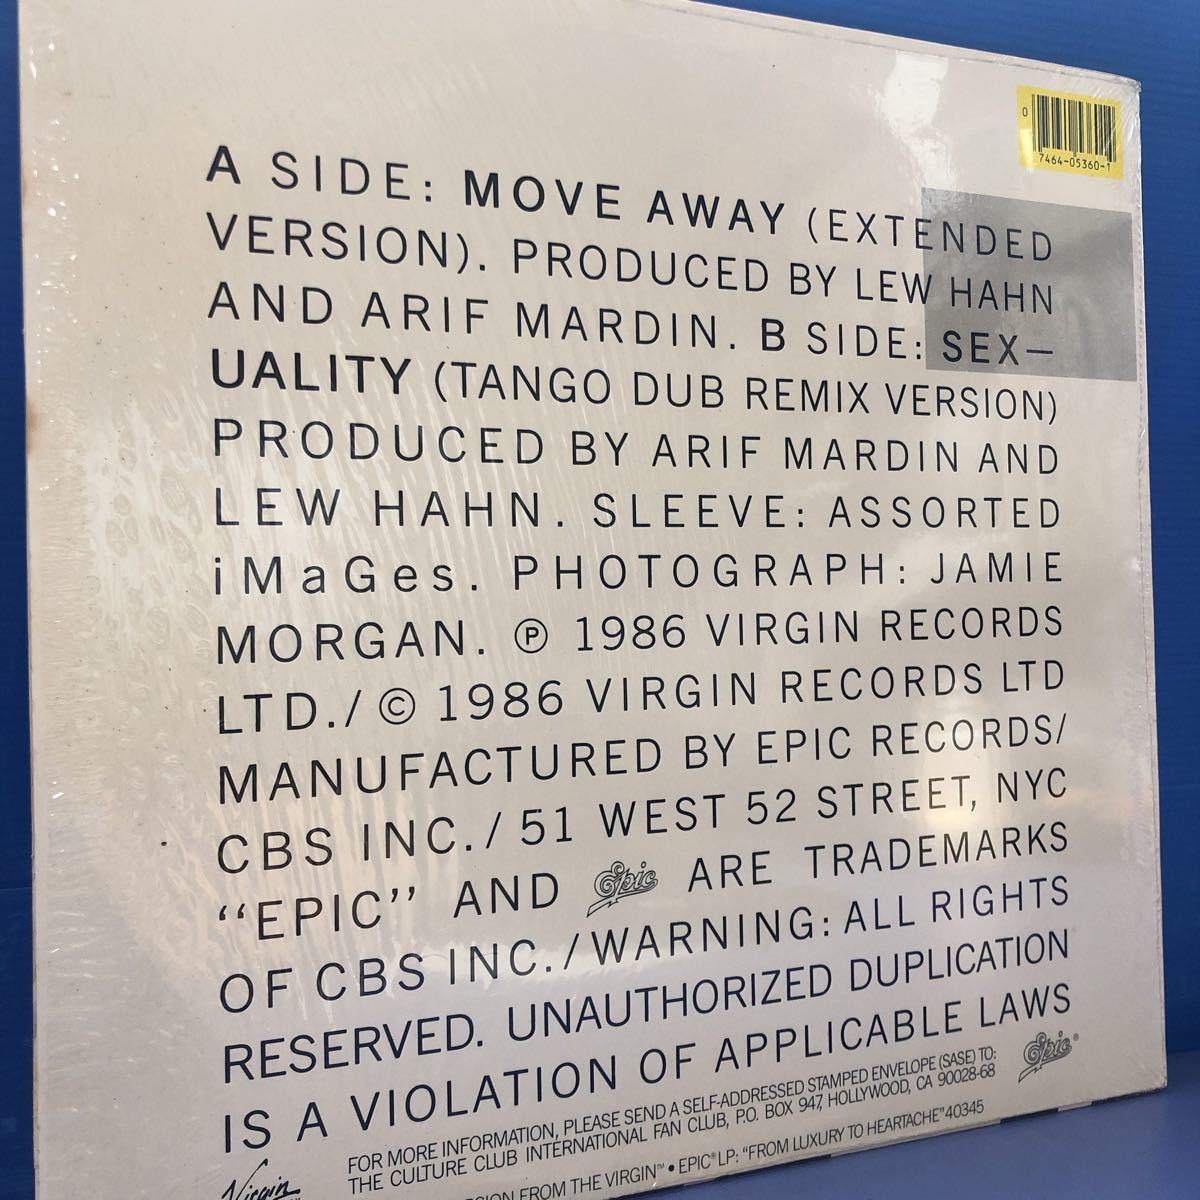 0
7464-05360-1
A SIDE: MOVE AWAY (EXTENDED
VERSION). PRODUCED BY LEW HAHN
AND ARIF MARDIN. B SIDE: SEX—
UALITY (TANGO DUB REMIX VERSION)
PRODUCED BY ARIF MARDIN AND
LEW HAHN. SLEEVE: ASSORTED
iMaGes. PHOTOGRAPH: JAMIE
MORGAN. ℗ 1986 VIRGIN RECORDS
LTD./© 1986 VIRGIN RECORDS LTD
MANUFACTURED BY EPIC RECORDS/
CBS INC./51 WEST 52 STREET, NYC
“EPIC” AND Epic ARE TRADEMARKS
OF CBS INC./WARNING: ALL RIGHTS
RESERVED. UNAUTHORIZED DUPLICATION
IS A VIOLATION OF APPLICABLE LAWS
FOR MORE INFORMATION, PLEASE SEND A SELF-ADDRESSED STAMPED ENVELOPE (SASE) TO:
THE CULTURE CLUB INTERNATIONAL FAN CLUB, P.O. BOX 947, HOLLYWOOD, CA 90028-68
Epic®
Virgin
FROM THE VIRGIN™ • EPIC® LP: “FROM LUXURY TO HEARTACHE” 40345